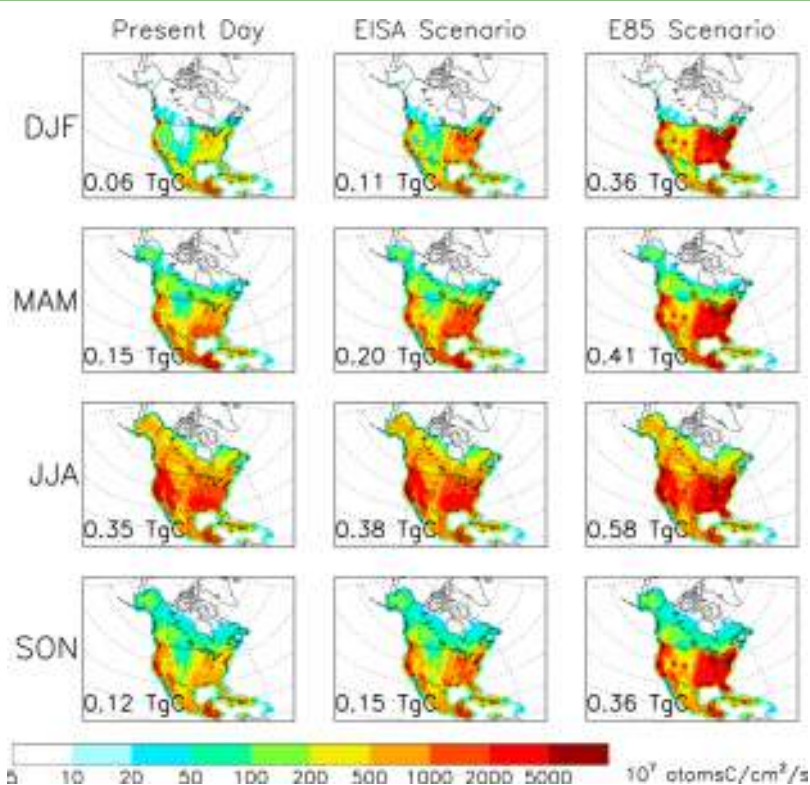 Present Day EISA Scenario E85 Scenario
DJF
0.06 TgC 0.11 TgC 0.36 TgC
MAM
0.15 TgC 0.20 TgC 0.41 TgC
JJA
0.35 TgC 0.38 TgC 0.58 TgC
SON
0.12 TgC 0.15 TgC 0.36 TgC
5 10 20 50 100 200 500 1000 2000 5000 10⁷ atomsC/cm²/s